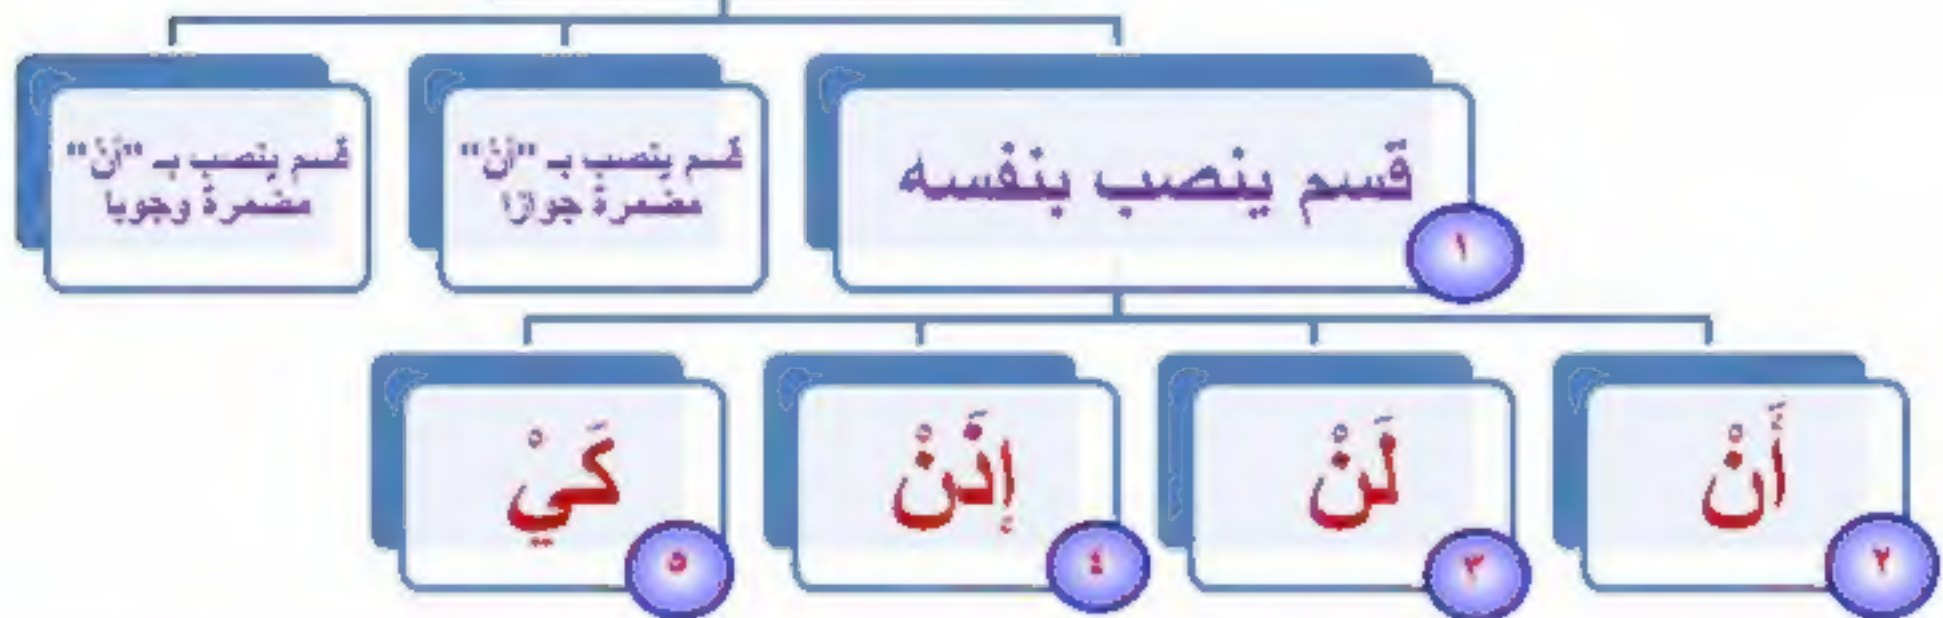 قسم ينصب بنفسه
١
قسم ينصب بـ "أنْ"
مضمرة جوازا
قسم ينصب بـ "أنْ"
مضمرة وجوبا
أَنْ
٢
لَنْ
٣
إِذَنْ
٤
كَيْ
٥